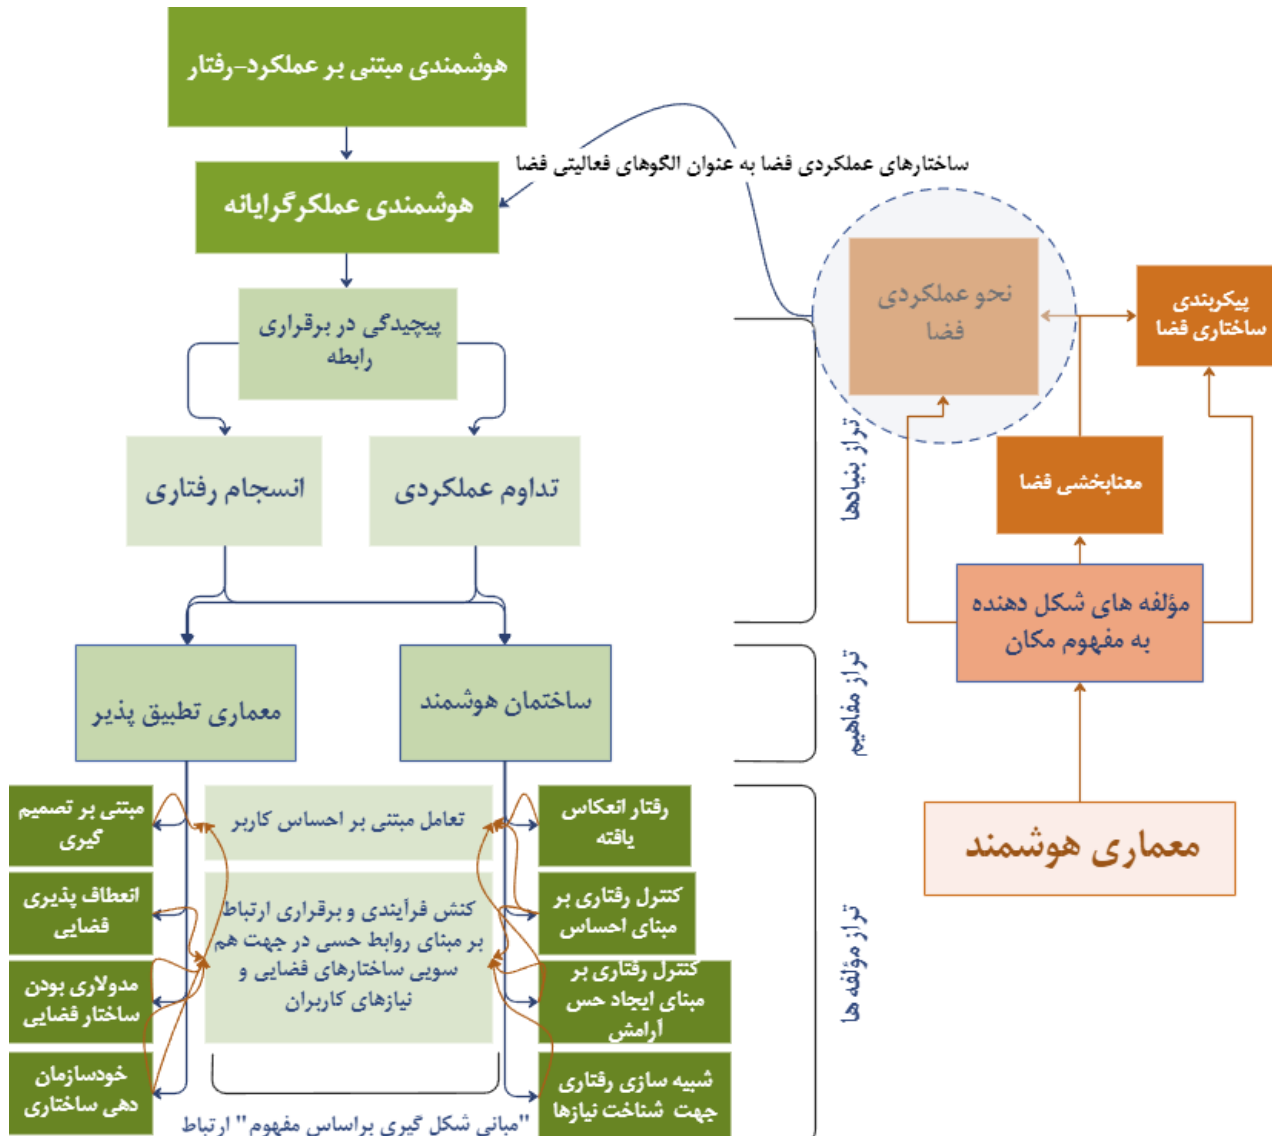 هوشمندی مبتنی بر عملکرد-رفتار
هوشمندی عملکرگرایانه
ساختارهای عملکردی فضا به عنوان الگوهای فعالیتی فضا
پیچیدگی در برقراری
رابطه
تداوم عملکردی
انسجام رفتاری
ساختمان هوشمند
معماری تطبیق پذیر
نحو عملکردی
فضا
پیکربندی
ساختاری فضا
معنابخشی فضا
مؤلفه های شکل دهنده
به مفهوم مکان
معماری هوشمند
تراز بنیادها
تراز مفاهیم
تراز مؤلفه ها
رفتار انعکاس
یافته
کنترل رفتاری بر
مبنای احساس
کنترل رفتاری بر
مبنای ایجاد حس
آرامش
شبیه سازی رفتاری
جهت شناخت نیازها
تعامل مبتنی بر احساس کاربر
کنش فرآیندی و برقراری ارتباط
بر مبنای روابط حسی در جهت هم
سویی ساختارهای فضایی و
نیازهای کاربران
مبتنی بر تصمیم
گیری
انعطاف پذیری
فضایی
مدولاری بودن
ساختار فضایی
خودسازمان
دهی ساختاری
"مبانی شکل گیری براساس مفهوم" ارتباط